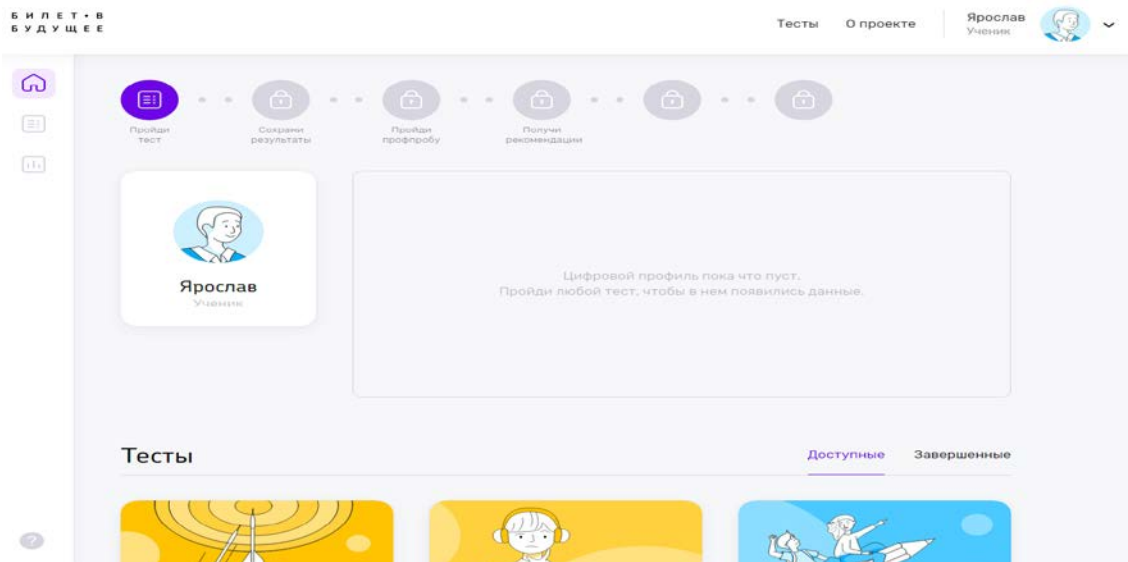 БИЛЕТ•В
БУДУЩЕЕ
Тесты О проекте
Ярослав
Ученик
Пройди
тест
Сохрани
результаты
Пройди
профпробу
Получи
рекомендации
Ярослав
Ученик
Цифровой профиль пока что пуст.
Пройди любой тест, чтобы в нем появились данные.
Тесты
Доступные Завершенные
?